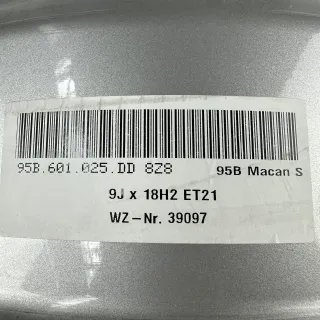 95B.601.025.DD 8Z8 95B Macan S
9J x 18H2 ET21
WZ-Nr. 39097